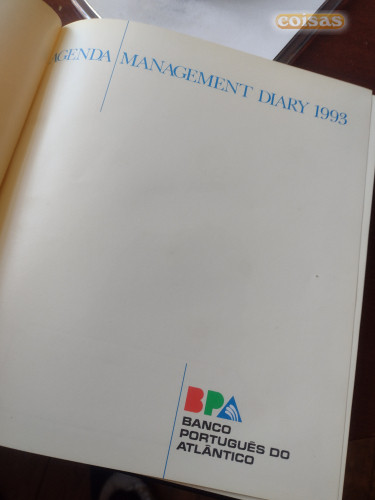 coisas
AGENDA MANAGEMENT DIARY 1993
BPA
BANCO
PORTUGUÊS DO
ATLÂNTICO